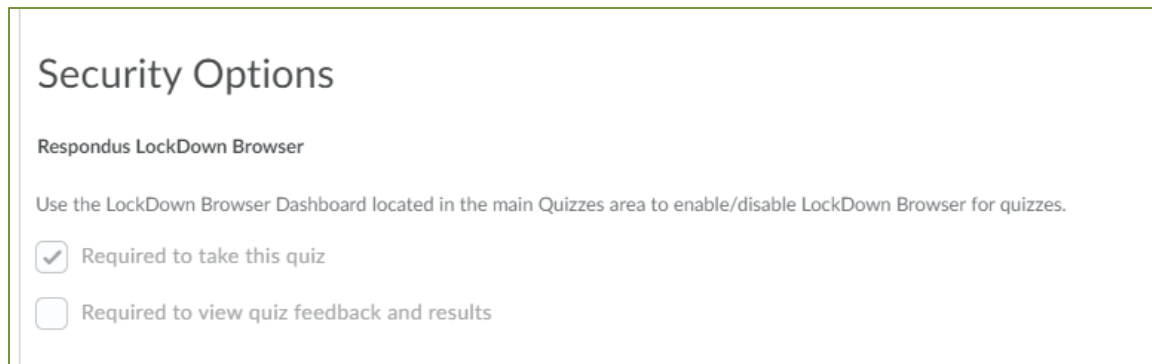 Security Options
Respondus LockDown Browser
Use the LockDown Browser Dashboard located in the main Quizzes area to enable/disable LockDown Browser for quizzes.
Required to take this quiz
Required to view quiz feedback and results